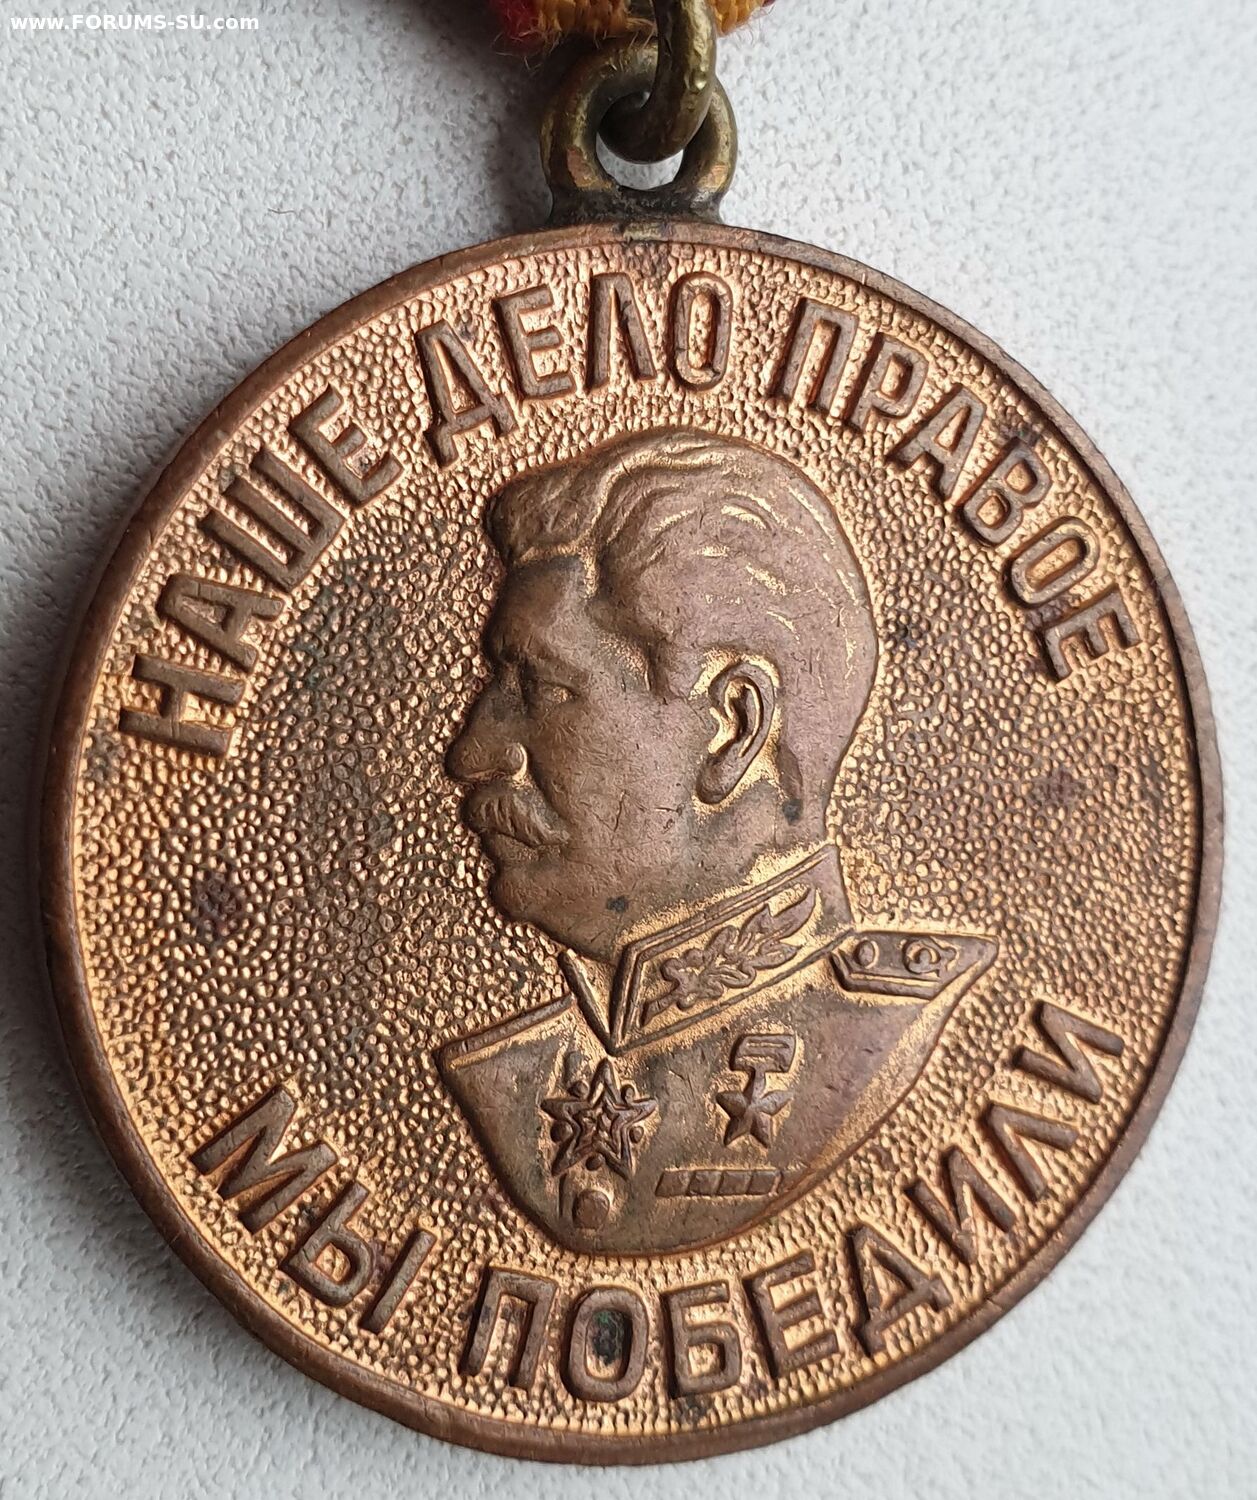 www.FORUMS-SU.com
НАШЕ ДЕЛО ПРАВОЕ
МЫ ПОБЕДИЛИ